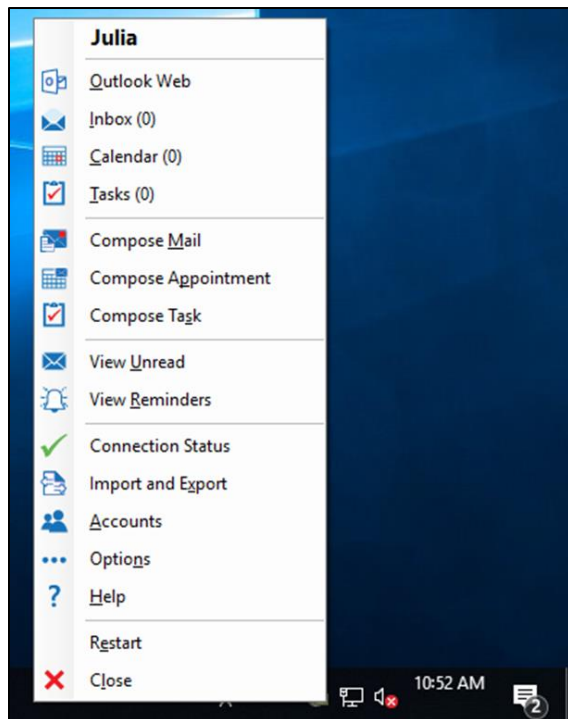 Julia
Outlook Web
Inbox (0)
Calendar (0)
Tasks (0)
Compose Mail
Compose Appointment
Compose Task
View Unread
View Reminders
Connection Status
Import and Export
Accounts
Options
Help
Restart
Close
10:52 AM
2